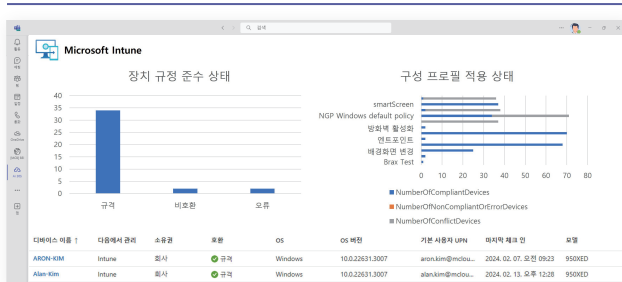 검색
Microsoft Intune
장치 규정 준수 상태
구성 프로필 적용 상태
40
35
30
25
20
15
10
5
0
규격
비호환
오류
smartScreen
NGP Windows default policy
방화벽 활성화
엔트포인트
배경화면 변경
Brax Test
0 10 20 30 40 50 60 70 80
NumberOfCompliantDevices
NumberOfNonCompliantOrErrorDevices
NumberOfConflictDevices
디바이스 이름 ↑ 다음에서 관리 소유권 호환 OS OS 버전 기본 사용자 UPN 마지막 체크 인 모델
ARON-KIM Intune 회사 규격 Windows 10.0.22631.3007 aron.kim@mclou... 2024. 02. 07. 오전 09:23 950XED
Alan-Kim Intune 회사 규격 Windows 10.0.22631.3007 alan.kim@mclou... 2024. 02. 13. 오후 12:28 950XED